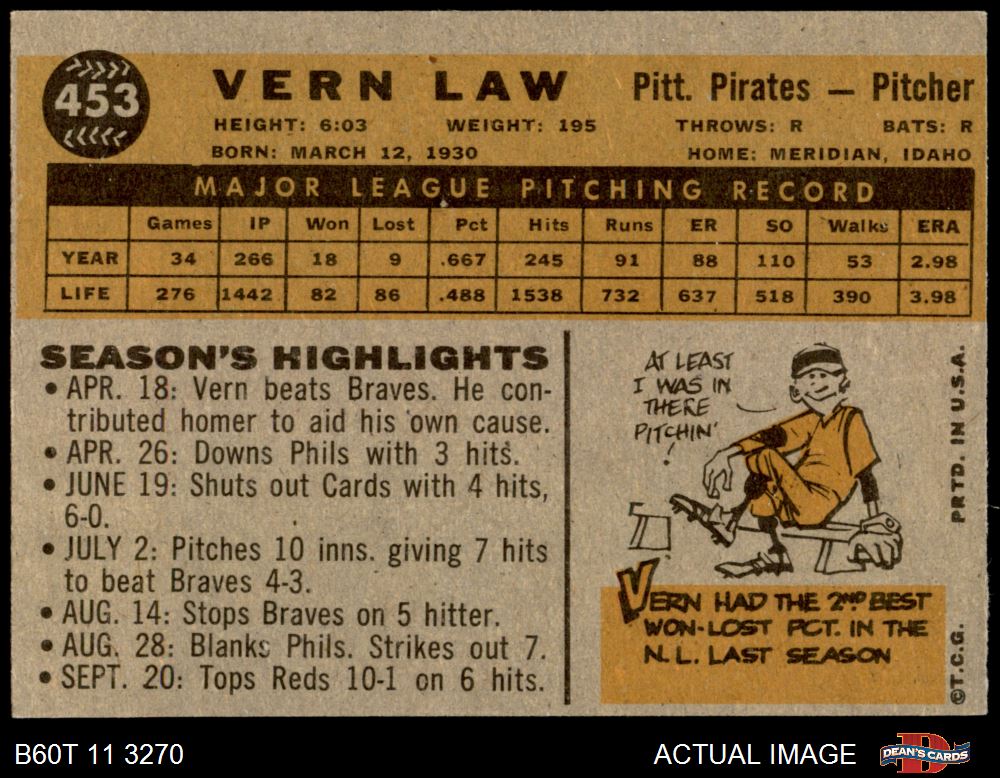 453
VERN LAW Pitt. Pirates — Pitcher
HEIGHT: 6:03 WEIGHT: 195 THROWS: R BATS: R
BORN: MARCH 12, 1930 HOME: MERIDIAN, IDAHO
MAJOR LEAGUE PITCHING RECORD
Games IP Won Lost Pct Hits Runs ER SO Walks ERA
YEAR 34 266 18 9 .667 245 91 88 110 53 2.98
LIFE 276 1442 82 86 .488 1538 732 637 518 390 3.98
SEASON'S HIGHLIGHTS
• APR. 18: Vern beats Braves. He con-
tributed homer to aid his own cause.
• APR. 26: Downs Phils with 3 hits.
• JUNE 19: Shuts out Cards with 4 hits,
6-0.
• JULY 2: Pitches 10 inns. giving 7 hits
to beat Braves 4-3.
• AUG. 14: Stops Braves on 5 hitter.
• AUG. 28: Blanks Phils. Strikes out 7.
• SEPT. 20: Tops Reds 10-1 on 6 hits.
AT LEAST
I WAS IN
THERE
PITCHIN'
!
VERN HAD THE 2ND BEST
WON-LOST PCT. IN THE
N.L. LAST SEASON
©T.C.G. PRTD. IN U.S.A.
B60T 11 3270 ACTUAL IMAGE
D
DEAN'S CARDS